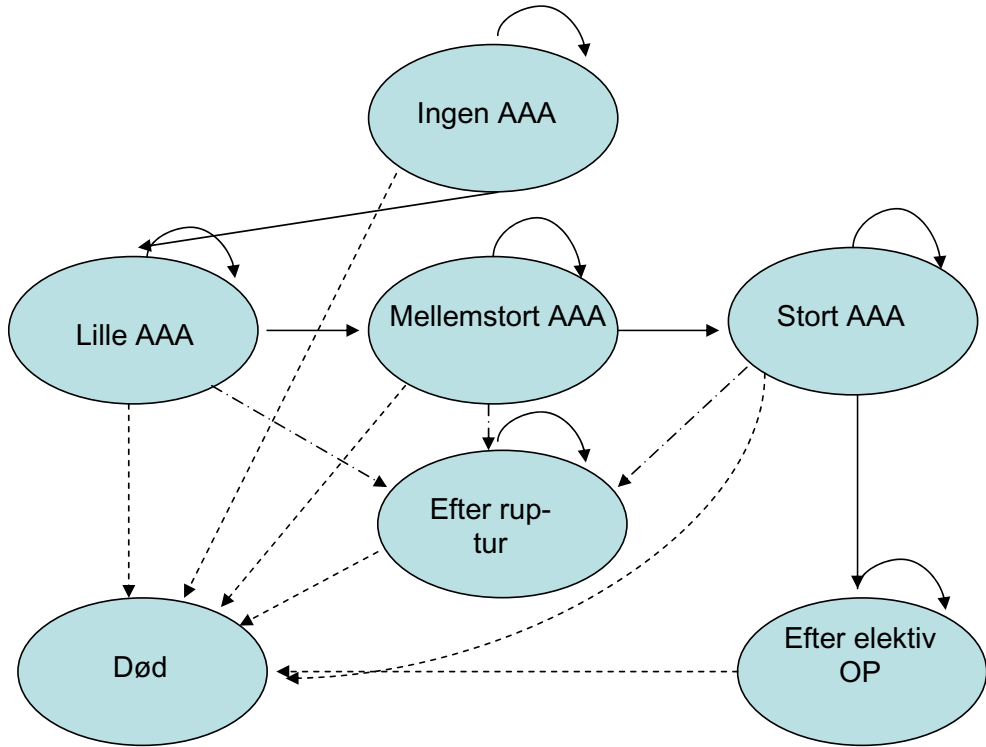 Ingen AAA
Lille AAA
Mellemstort AAA
Stort AAA
Efter rup-
tur
Død
Efter elektiv
OP